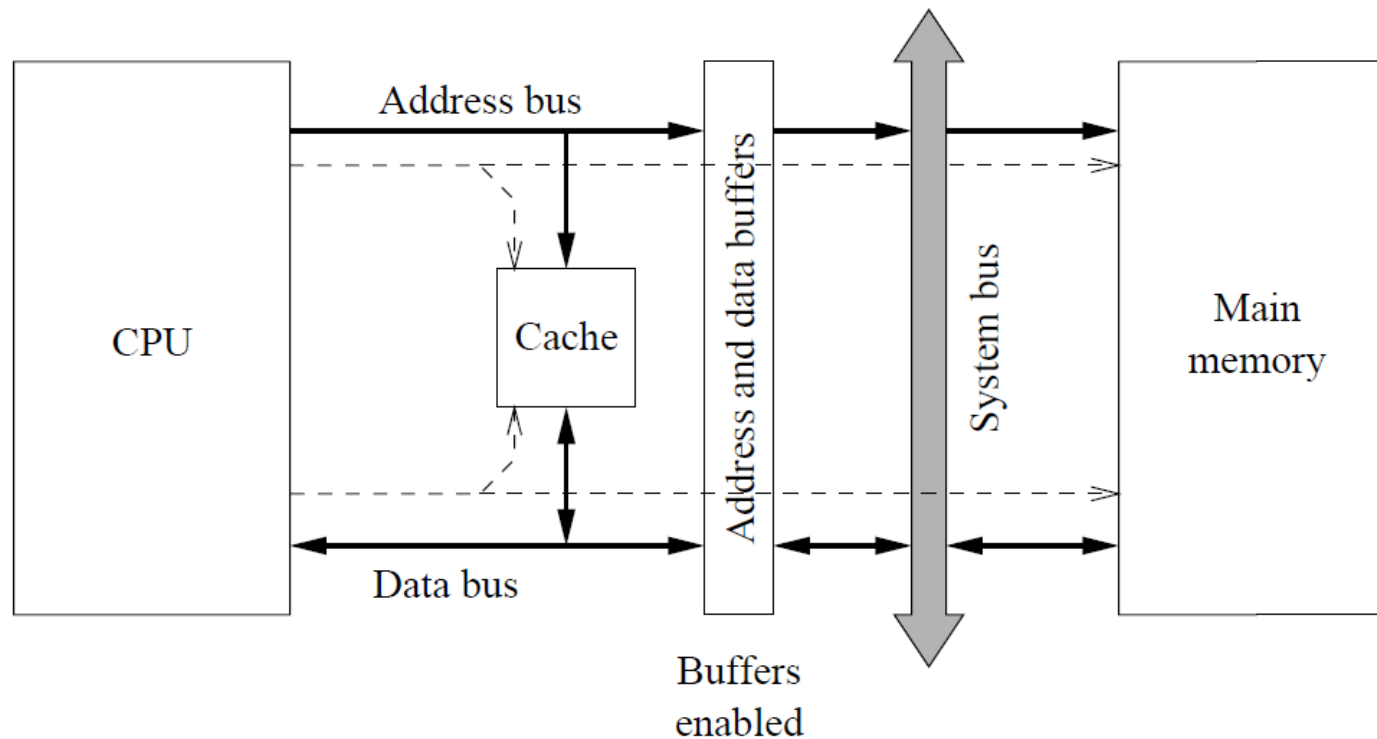 Address bus
CPU
Cache
Address and data buffers
System bus
Main
memory
Data bus
Buffers
enabled